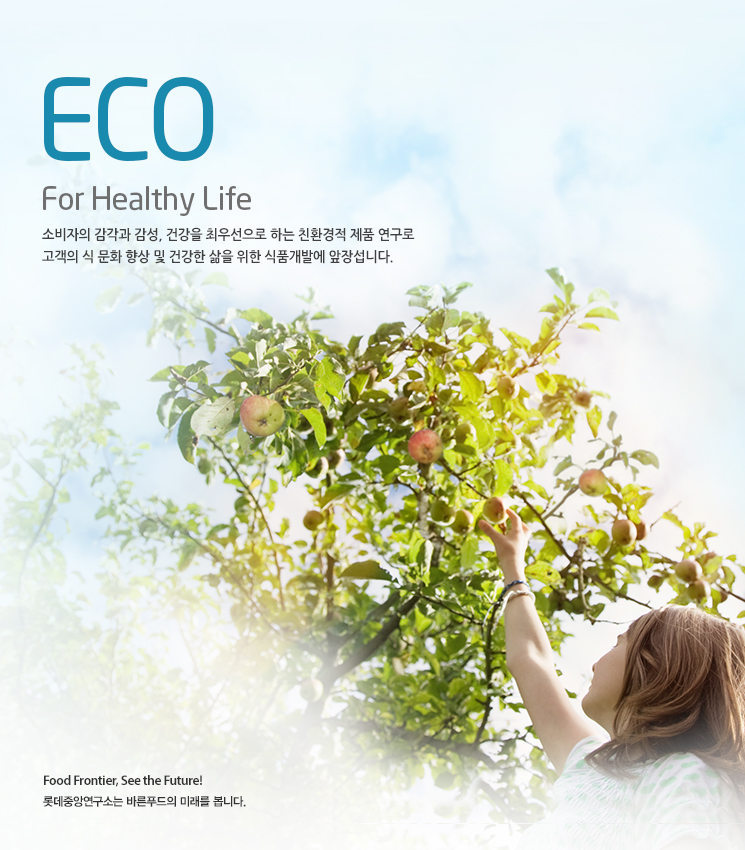 ECO
For Healthy Life
소비자의 감각과 감성, 건강을 최우선으로 하는 친환경적 제품 연구로
고객의 식 문화 향상 및 건강한 삶을 위한 식품개발에 앞장섭니다.
Food Frontier, See the Future!
롯데중앙연구소는 바른푸드의 미래를 봅니다.